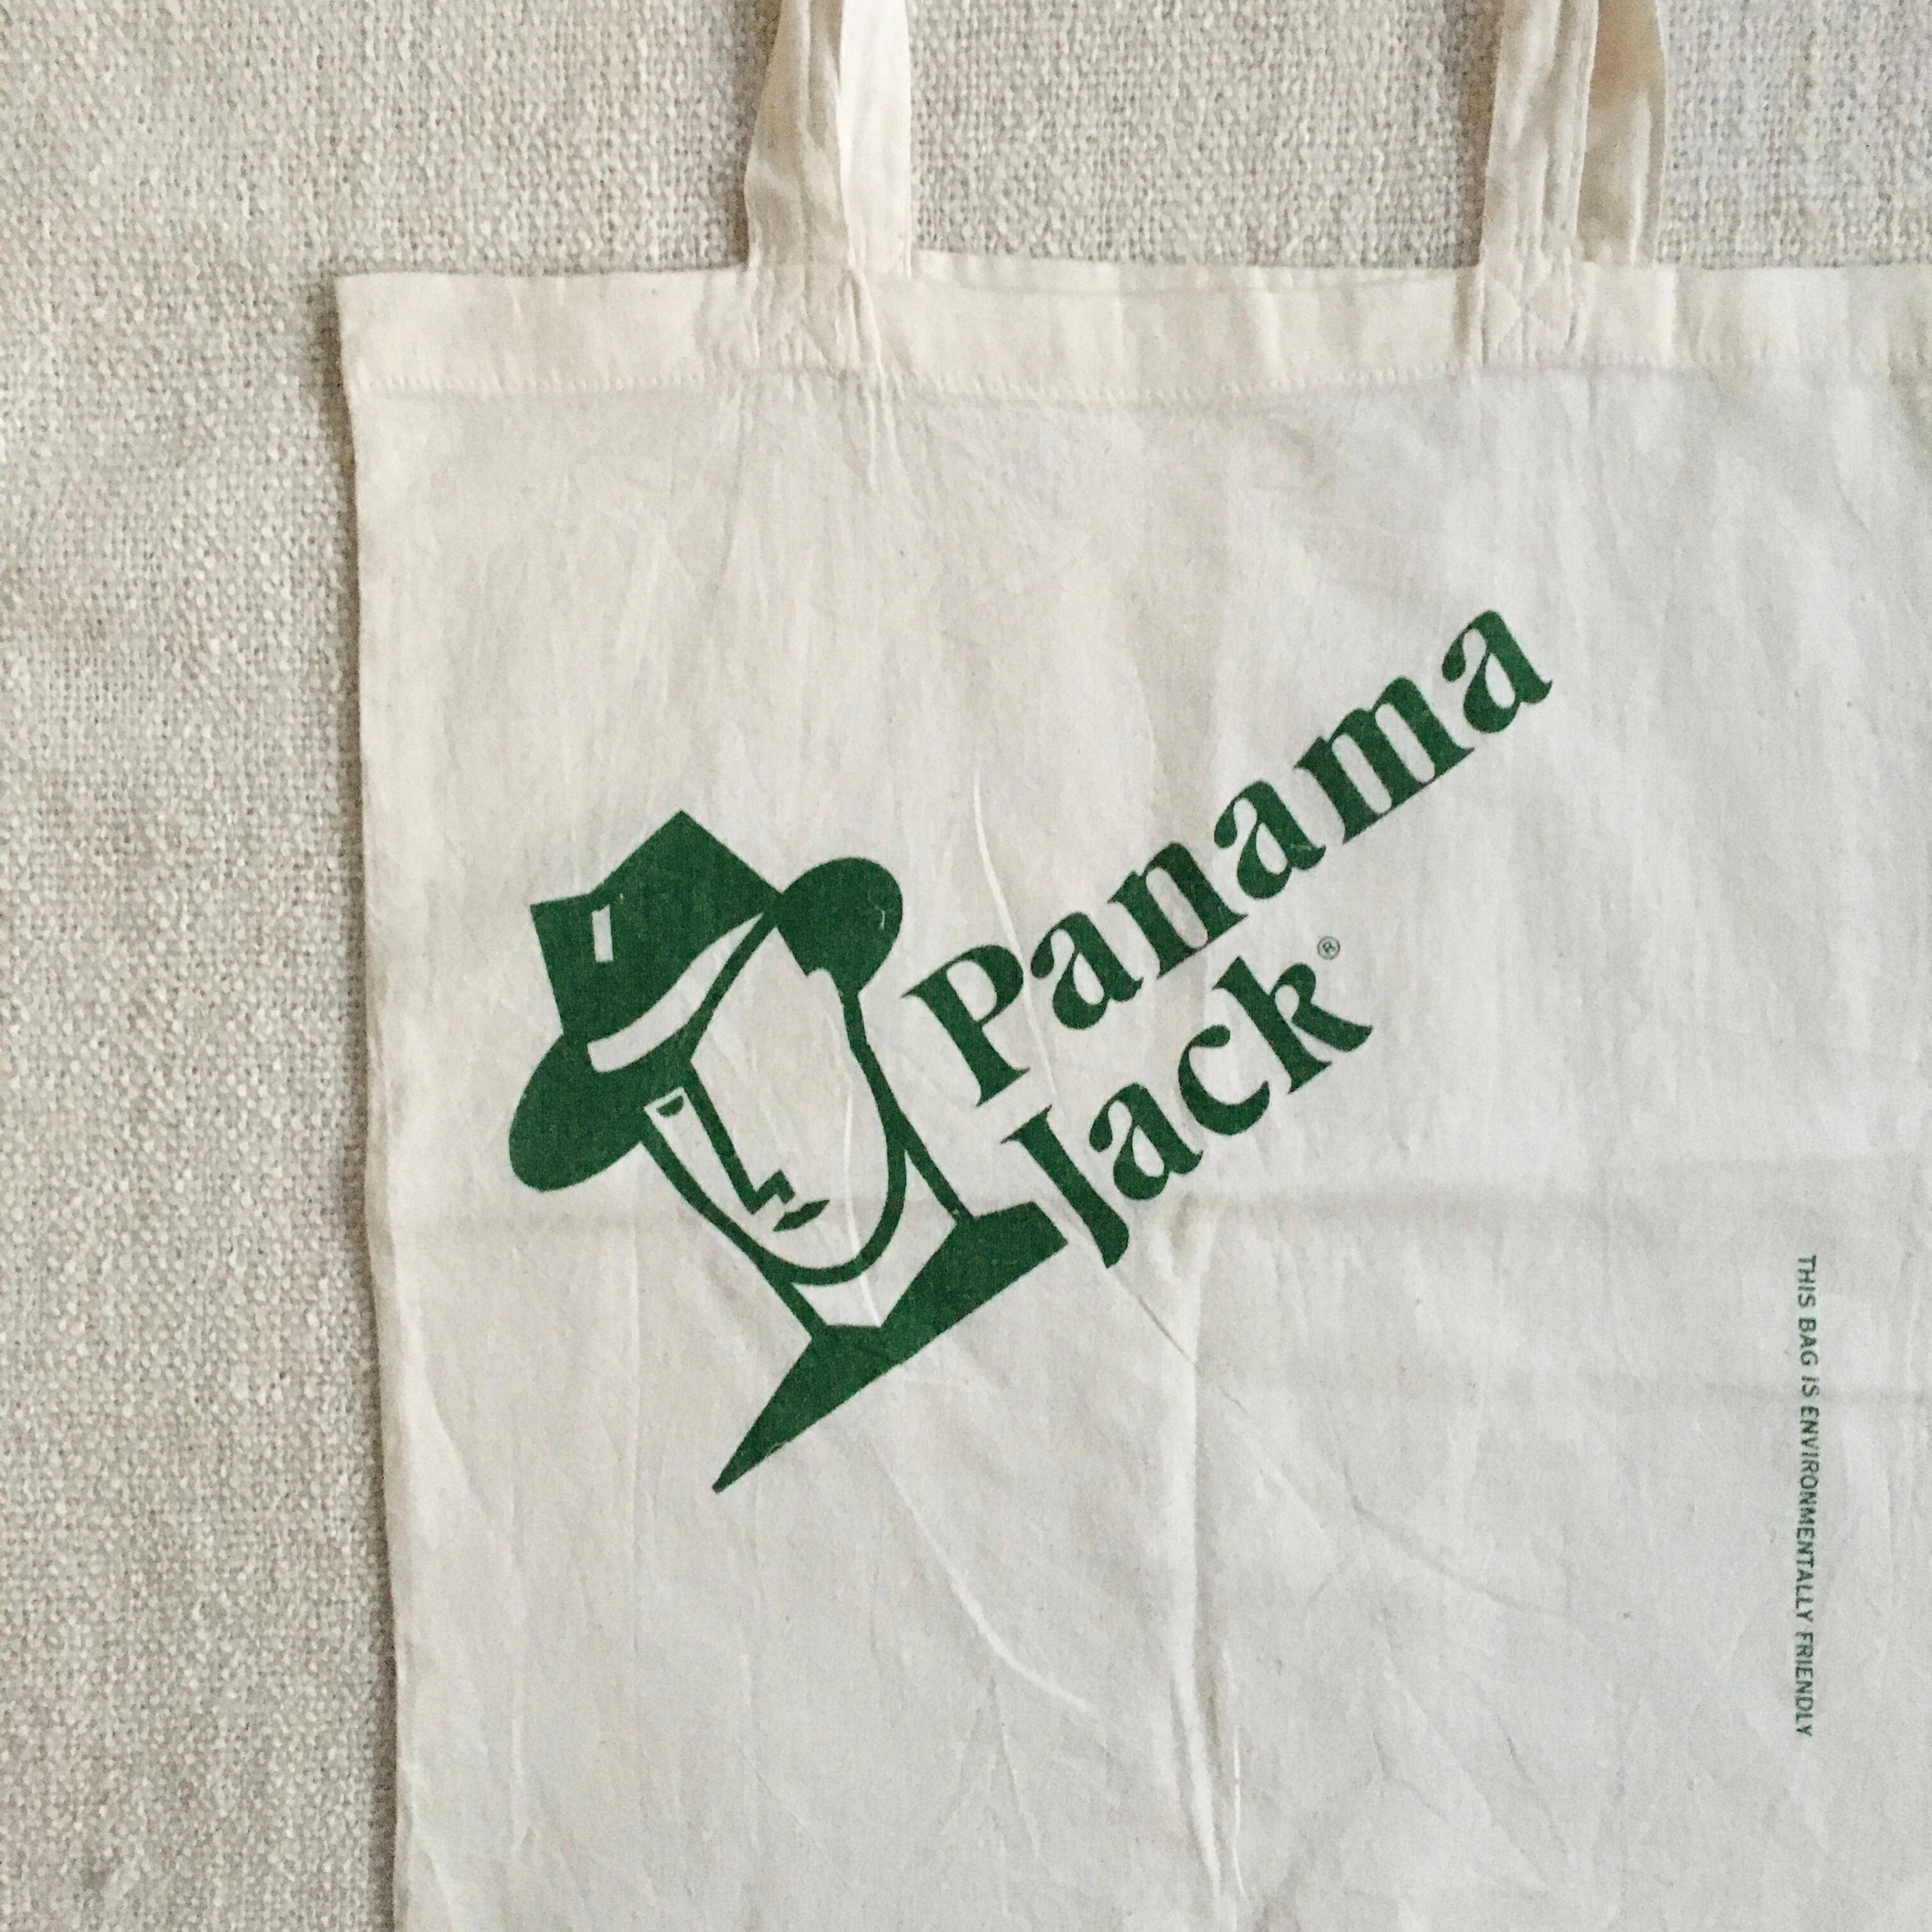 Panama
Jack®
THIS BAG IS ENVIRONMENTALLY FRIENDLY